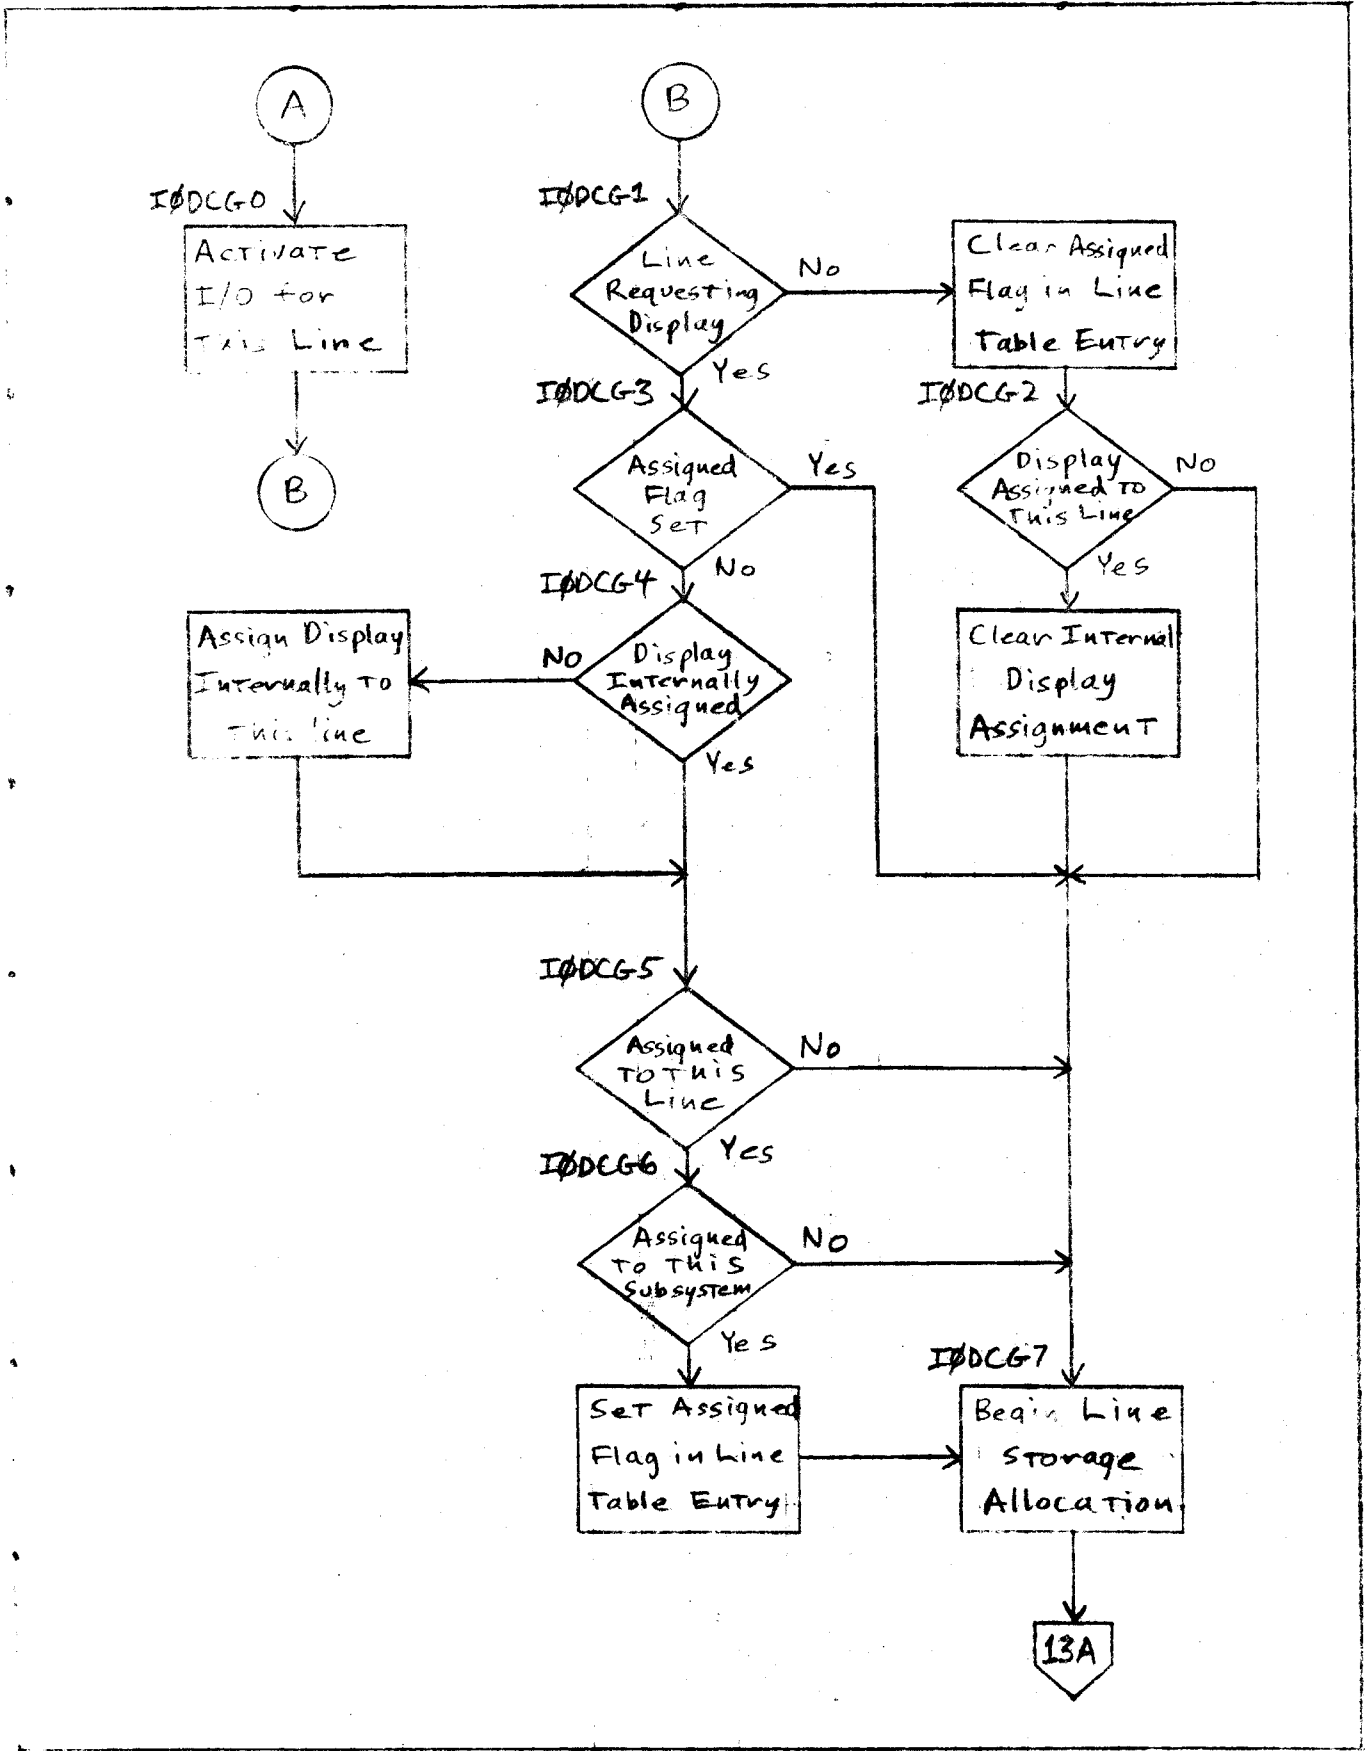 A
IØDCG0
Activate
I/O for
This Line
B
B
IØDCG1
Line
Requesting
Display
No
Yes
Clear Assigned
Flag in Line
Table Entry
IØDCG3
Assigned
Flag
Set
Yes
No
IØDCG2
Display
Assigned To
This Line
No
Yes
IØDCG4
Display
Internally
Assigned
No
Yes
Assign Display
Internally To
This line
Clear Internal
Display
Assignment
IØDCG5
Assigned
To This
Line
No
Yes
IØDCG6
Assigned
To This
Subsystem
No
Yes
Set Assigned
Flag in Line
Table Entry
IØDCG7
Begin Line
Storage
Allocation
13A